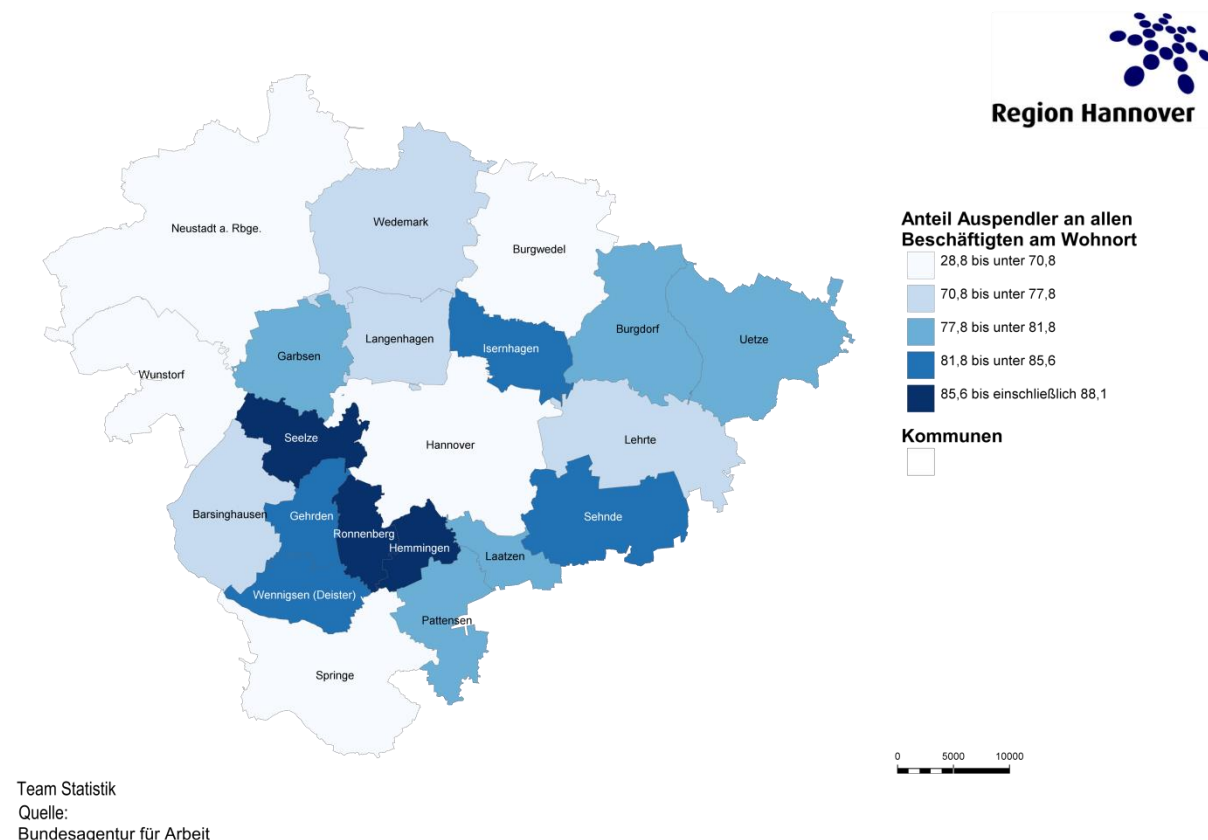 Region Hannover
Anteil Auspendler an allen
Beschäftigten am Wohnort
28,8 bis unter 70,8
70,8 bis unter 77,8
77,8 bis unter 81,8
81,8 bis unter 85,6
85,6 bis einschließlich 88,1
Kommunen
Neustadt a. Rbge.
Wedemark
Burgwedel
Burgdorf
Uetze
Langenhagen
Isernhagen
Garbsen
Wunstorf
Seelze
Hannover
Lehrte
Barsinghausen
Gehrden
Ronnenberg
Hemmingen
Sehnde
Laatzen
Wennigsen (Deister)
Pattensen
Springe
0 5000 10000
Team Statistik
Quelle:
Bundesagentur für Arbeit